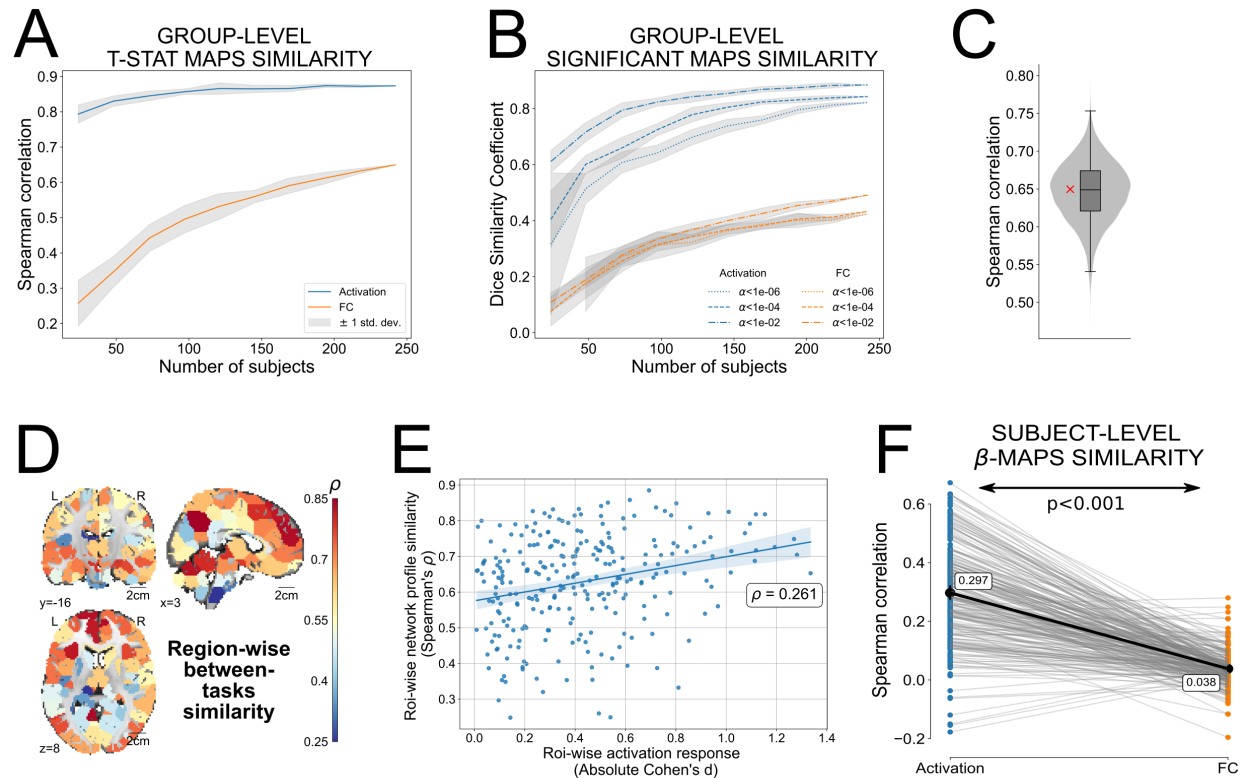 A
GROUP-LEVEL
T-STAT MAPS SIMILARITY
Spearman correlation
0.9
0.8
0.7
0.6
0.5
0.4
0.3
0.2
50
100
150
200
250
Number of subjects
Activation
FC
± 1 std. dev.
B
GROUP-LEVEL
SIGNIFICANT MAPS SIMILARITY
Dice Similarity Coefficient
0.8
0.6
0.4
0.2
0.0
50
100
150
200
250
Number of subjects
Activation
α<1e-06
α<1e-04
α<1e-02
FC
α<1e-06
α<1e-04
α<1e-02
C
Spearman correlation
0.80
0.75
0.70
0.65
0.60
0.55
0.50
D
L R
y=-16
2cm
x=3
2cm
L R
z=8
2cm
ρ
0.85
0.7
0.55
0.4
0.25
Region-wise
between-
tasks
similarity
E
Roi-wise network profile similarity
(Spearman's ρ)
0.9
0.8
0.7
0.6
0.5
0.4
0.3
ρ = 0.261
0.0
0.2
0.4
0.6
0.8
1.0
1.2
1.4
Roi-wise activation response
(Absolute Cohen's d)
F
SUBJECT-LEVEL
β-MAPS SIMILARITY
p<0.001
Spearman correlation
0.6
0.4
0.2
0.0
−0.2
0.297
0.038
Activation
FC